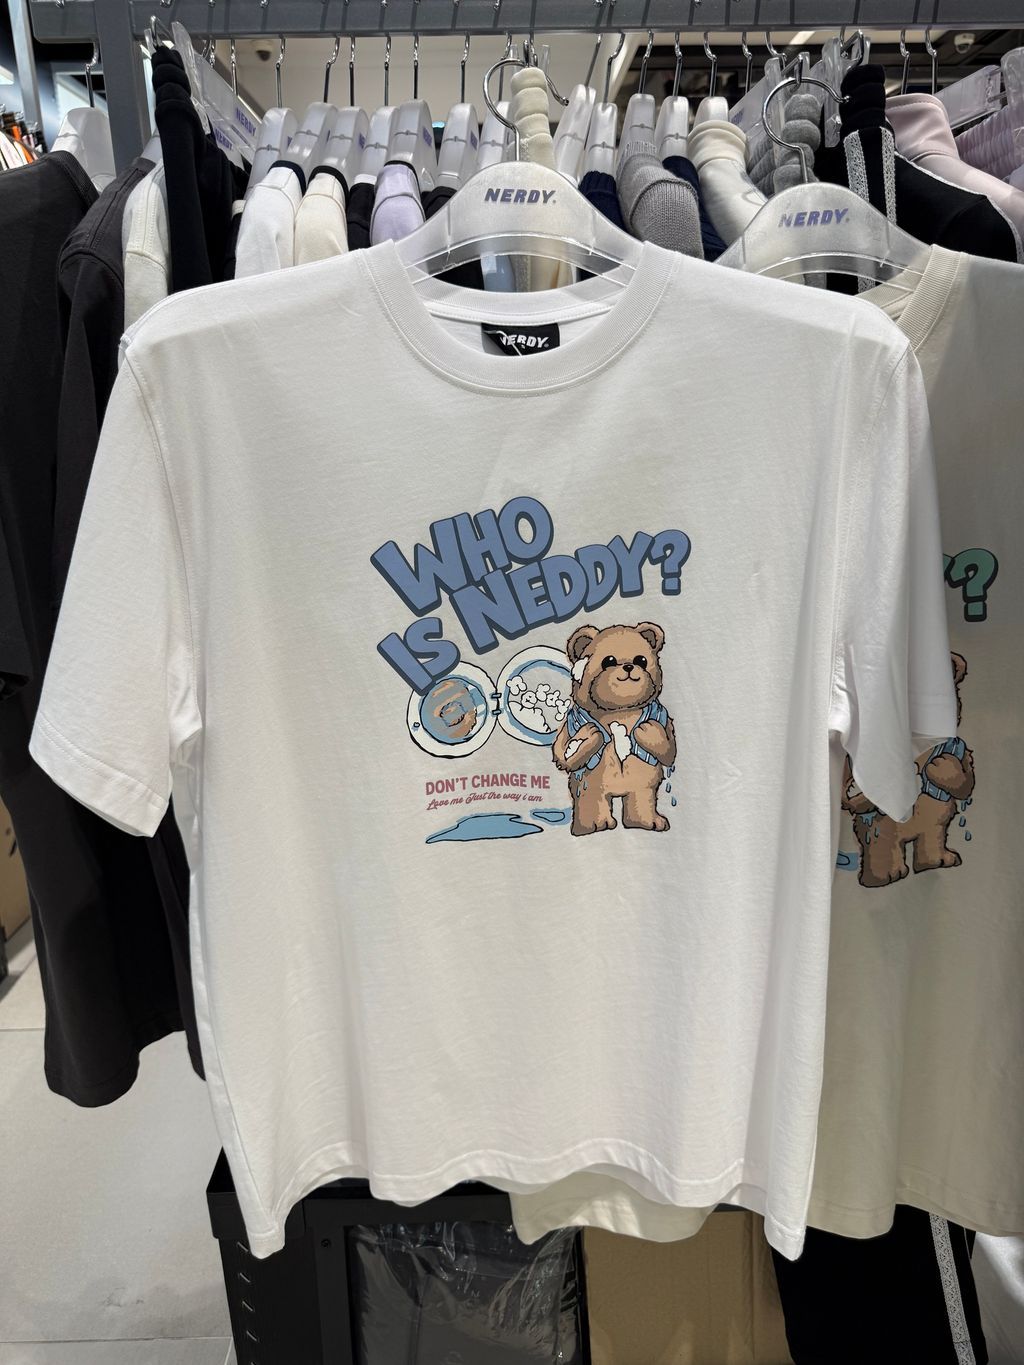 NERDY.
NERDY.
NERDY.
WHO
IS NEDDY?
DON'T CHANGE ME
Love me Just the way i am
?